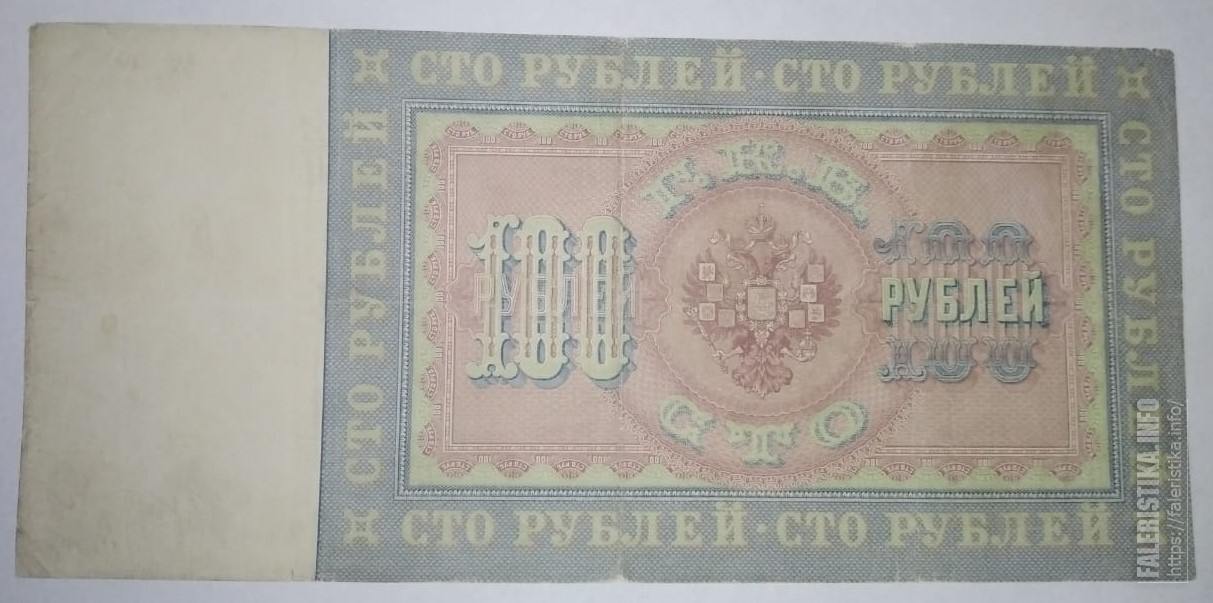 СТО РУБЛЕЙ · СТО РУБЛЕЙ
СТО РУБЛЕЙ
СТО РУБЛЕЙ
Г. К. В.
100
РУБЛЕЙ
100
РУБЛЕЙ
100
СТО
СТО РУБЛЕЙ · СТО РУБЛЕЙ
FALERISTIKA.INFO
https://faleristika.info/